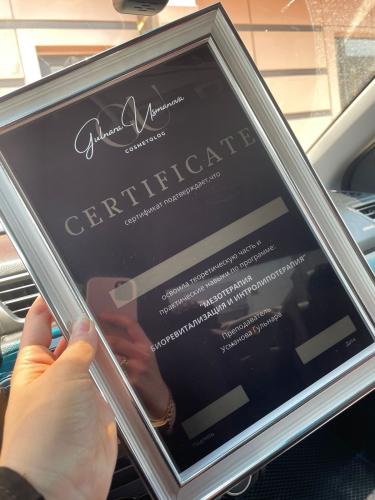 Gulnara Usmanova
COSMETOLOG
CERTIFICATE
сертификат подтверждает,что
освоила теоретическую часть и
практические навыки по программе:
"МЕЗОТЕРАПИЯ
БИОРЕВИТАЛИЗАЦИЯ И ИНТРОЛИПОТЕРАПИЯ"
Преподаватель
Усманова Гульнара
Подпись
Дата